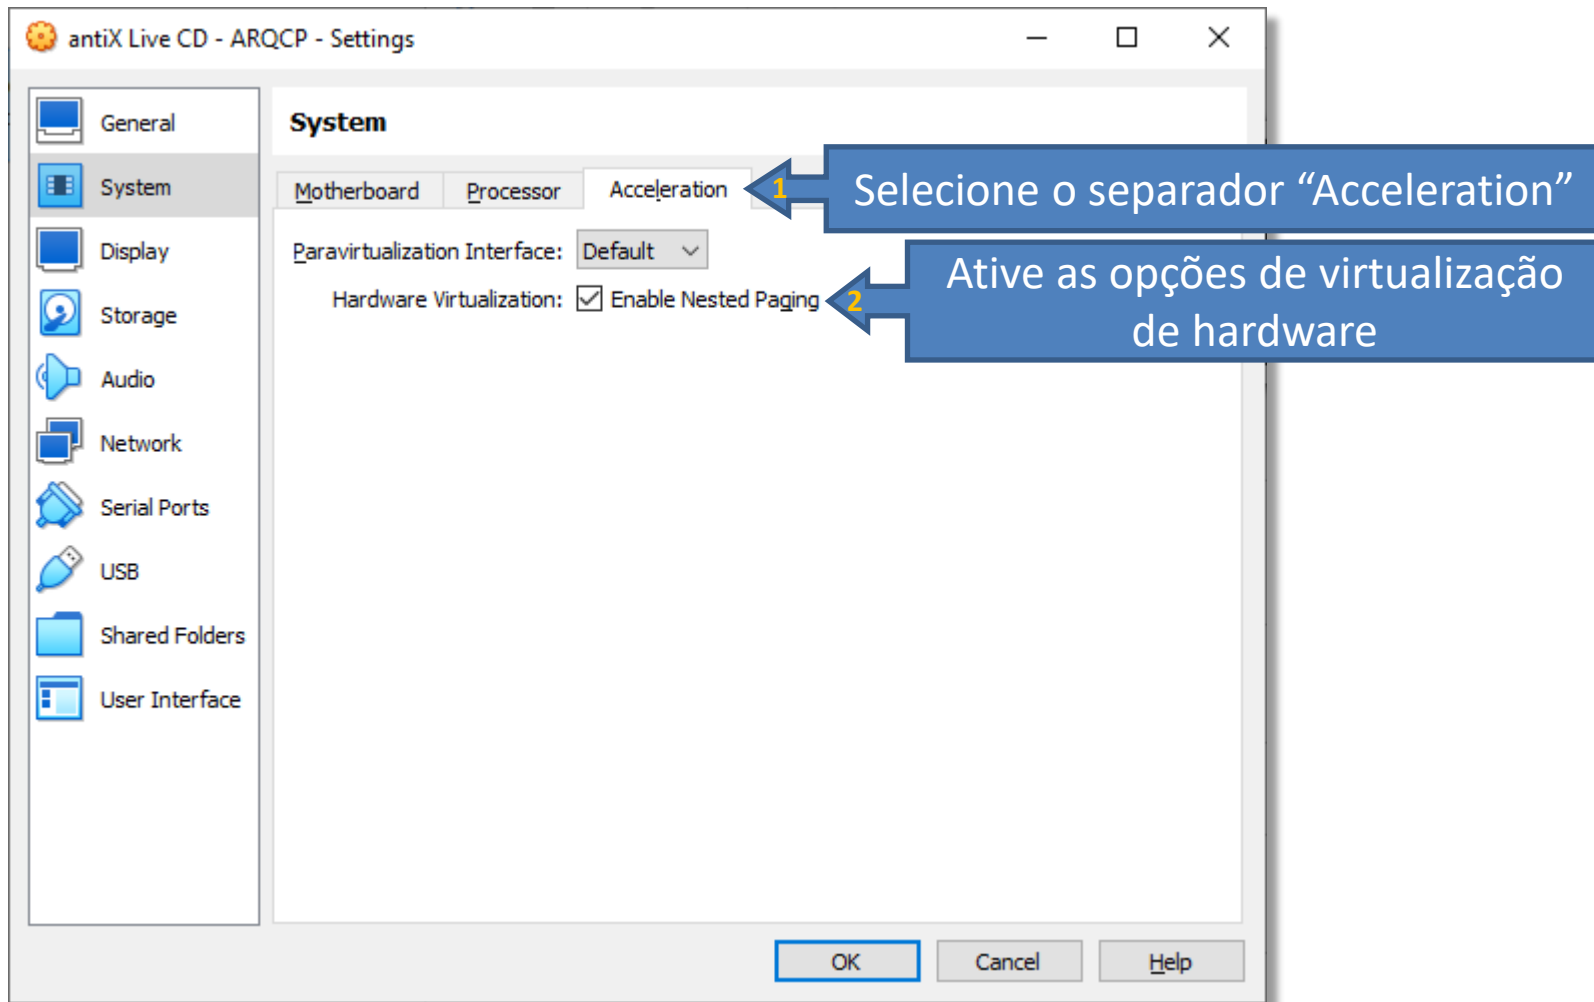 antiX Live CD - ARQCP - Settings
General
System
Display
Storage
Audio
Network
Serial Ports
USB
Shared Folders
User Interface
System
Motherboard Processor Acceleration
1 Selecione o separador “Acceleration”
Paravirtualization Interface: Default
Hardware Virtualization: Enable Nested Paging
2 Ative as opções de virtualização
de hardware
OK Cancel Help